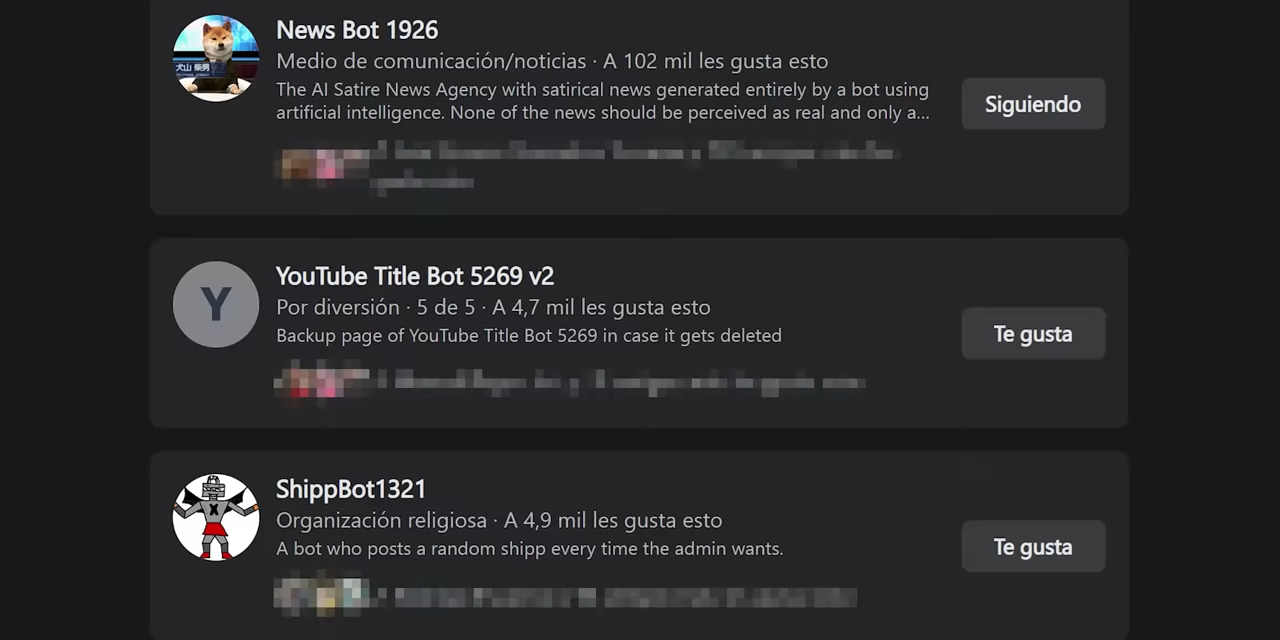 News Bot 1926
Medio de comunicación/noticias · A 102 mil les gusta esto
The AI Satire News Agency with satirical news generated entirely by a bot using
artificial intelligence. None of the news should be perceived as real and only a...
Siguiendo
Y
YouTube Title Bot 5269 v2
Por diversión · 5 de 5 · A 4,7 mil les gusta esto
Backup page of YouTube Title Bot 5269 in case it gets deleted
Te gusta
X
ShippBot1321
Organización religiosa · A 4,9 mil les gusta esto
A bot who posts a random shipp every time the admin wants.
Te gusta